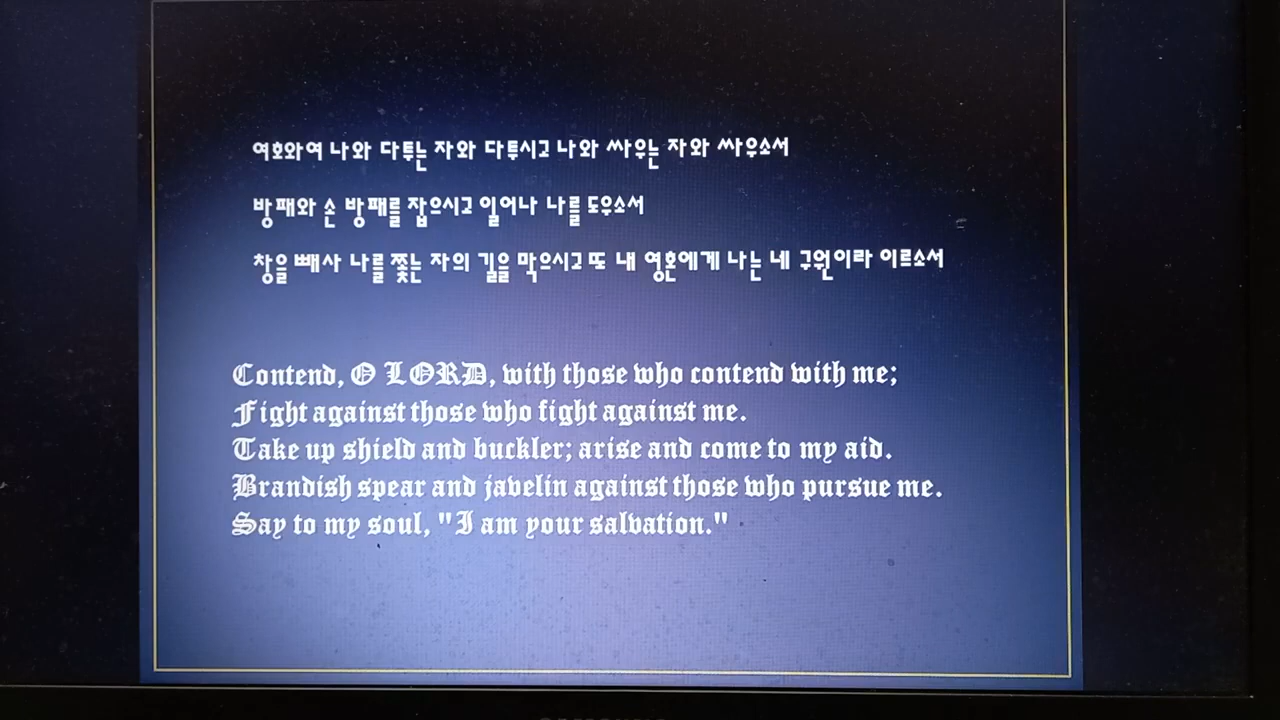 여호와여 나와 다투는 자와 다투시고 나와 싸우는 자와 싸우소서
방패와 손 방패를 잡으시고 일어나 나를 도우소서
창을 빼사 나를 쫓는 자의 길을 막으시고 또 내 영혼에게 나는 네 구원이라 이르소서
Contend, O LORD, with those who contend with me;
Fight against those who fight against me.
Take up shield and buckler; arise and come to my aid.
Brandish spear and javelin against those who pursue me.
Say to my soul, "I am your salvation."